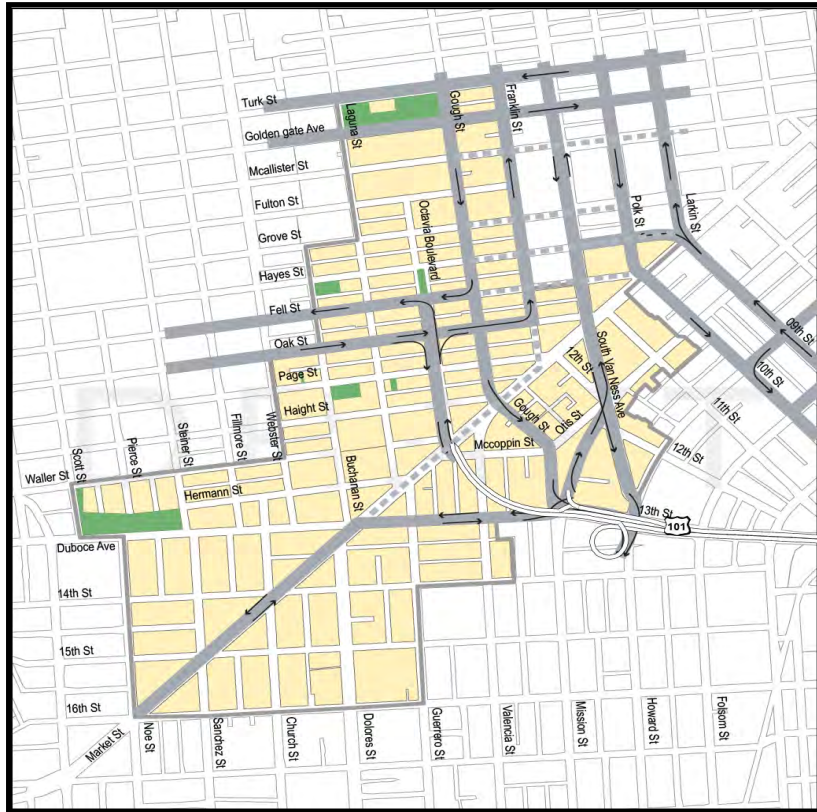 Turk St
Golden gate Ave
Mcallister St
Fulton St
Grove St
Hayes St
Fell St
Oak St
Page St
Haight St
Laguna St
Octavia Boulevard
Gough St
Franklin St
Polk St
Larkin St
09th St
10th St
11th St
12th St
South Van Ness Ave
12th St
Otis St
Gough St
Mccoppin St
13th St
101
Scott St
Pierce St
Steiner St
Fillmore St
Webster St
Buchanan St
Waller St
Hermann St
Duboce Ave
14th St
15th St
16th St
Market St
Noe St
Sanchez St
Church St
Dolores St
Guerrero St
Valencia St
Mission St
Howard St
Folsom St